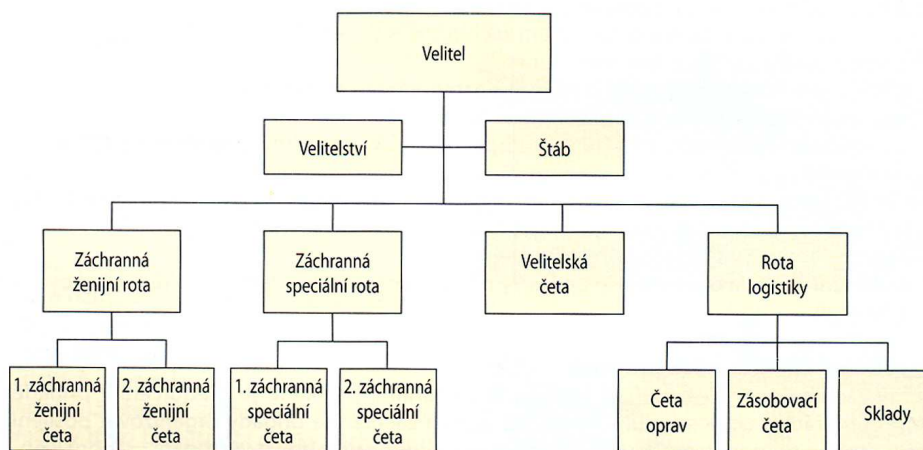 Velitel
Velitelství
Štáb
Záchranná
ženijní rota
Záchranná
speciální rota
Velitelská
četa
Rota
logistiky
1. záchranná
ženijní
četa
2. záchranná
ženijní
četa
1. záchranná
speciální
četa
2. záchranná
speciální
četa
Četa
oprav
Zásobovací
četa
Sklady